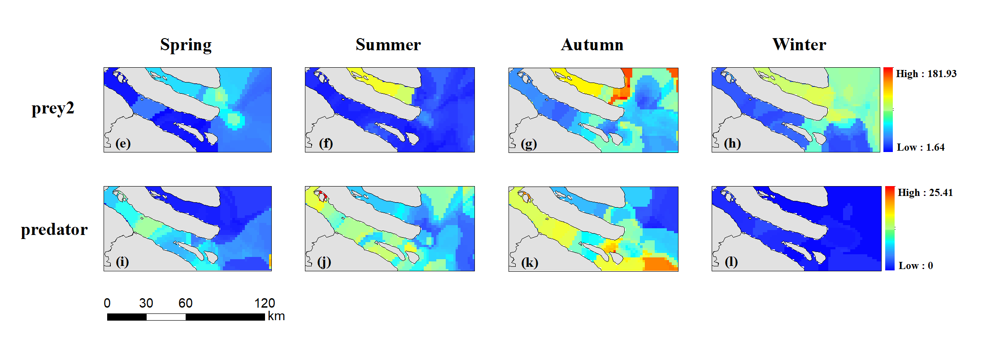 Spring Summer Autumn Winter
prey2
(e) (f) (g) (h)
High : 181.93
Low : 1.64
predator
(i) (j) (k) (l)
High : 25.41
Low : 0
0 30 60 120
km